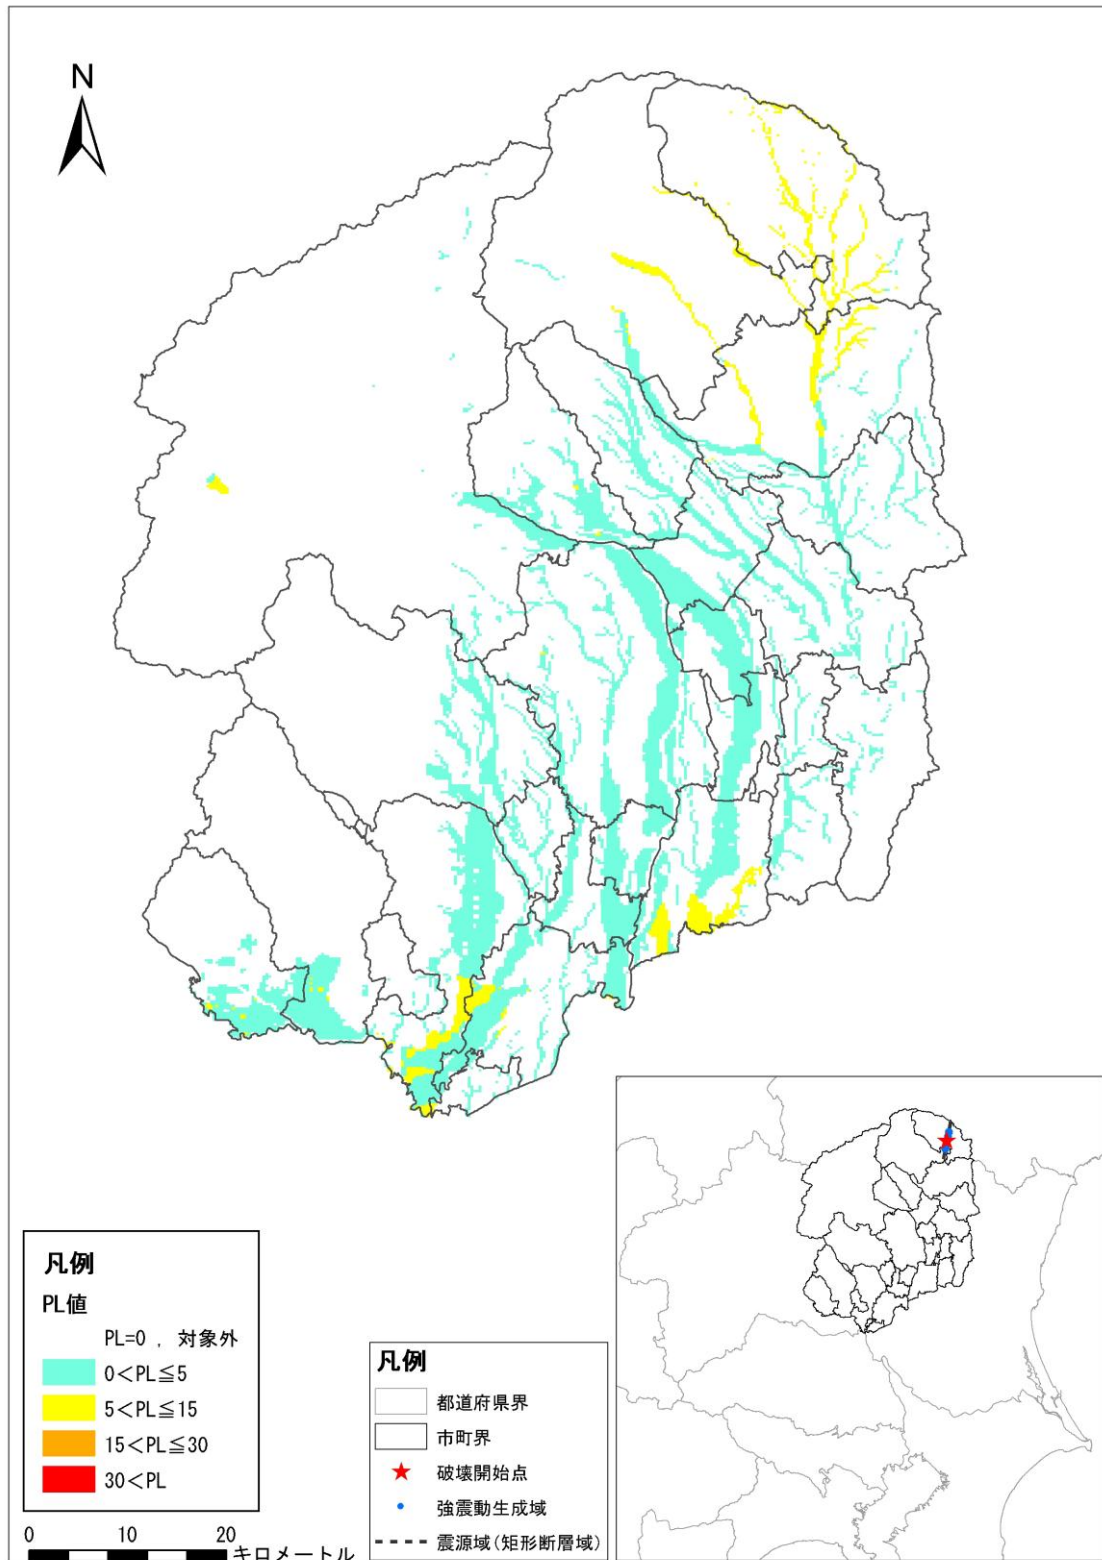 N
凡例
PL値
PL=0 , 対象外
0<PL≦5
5<PL≦15
15<PL≦30
30<PL
0 10 20
キロメートル
凡例
都道府県界
市町界
破壊開始点
強震動生成域
震源域(矩形断層域)